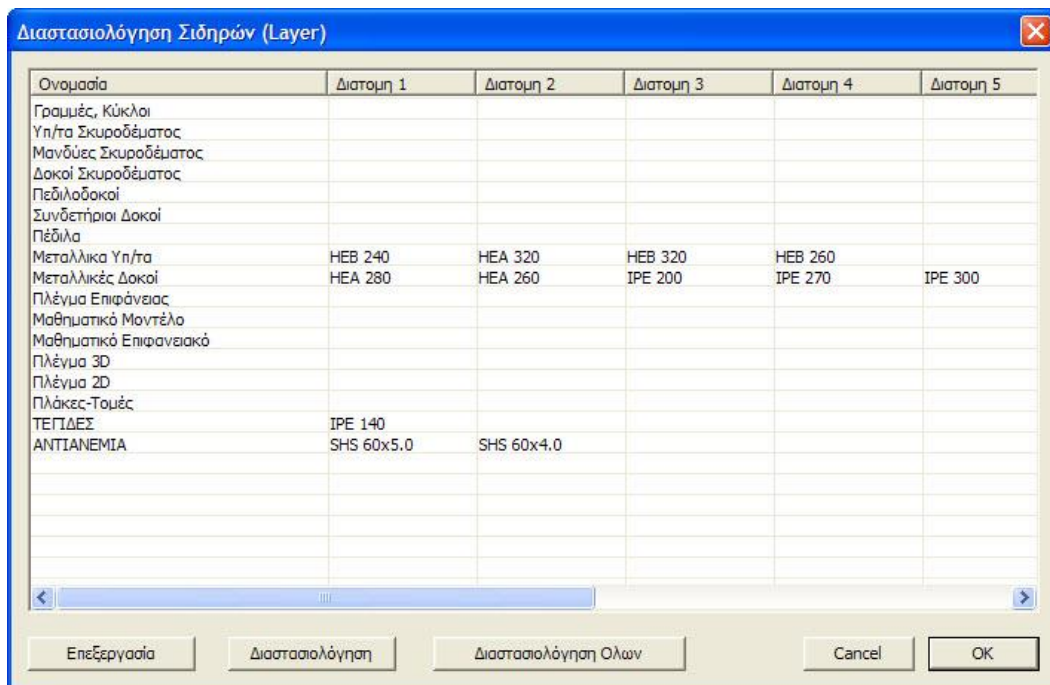 Διαστασιολόγηση Σιδηρών (Layer)
Ονομασία Διατομη 1 Διατομη 2 Διατομη 3 Διατομη 4 Διατομη 5
Γραμμές, Κύκλοι
Υπ/τα Σκυροδέματος
Μανδύες Σκυροδέματος
Δοκοί Σκυροδέματος
Πεδιλοδοκοί
Συνδετήριοι Δοκοί
Πέδιλα
Μεταλλικα Υπ/τα HEB 240 HEA 320 HEB 320 HEB 260
Μεταλλικές Δοκοί HEA 280 HEA 260 IPE 200 IPE 270 IPE 300
Πλέγμα Επιφάνειας
Μαθηματικό Μοντέλο
Μαθηματικό Επιφανειακό
Πλέγμα 3D
Πλέγμα 2D
Πλάκες-Τομές
ΤΕΓΙΔΕΣ IPE 140
ΑΝΤΙΑΝΕΜΙΑ SHS 60x5.0 SHS 60x4.0
Επεξεργασία Διαστασιολόγηση Διαστασιολόγηση Ολων Cancel OK